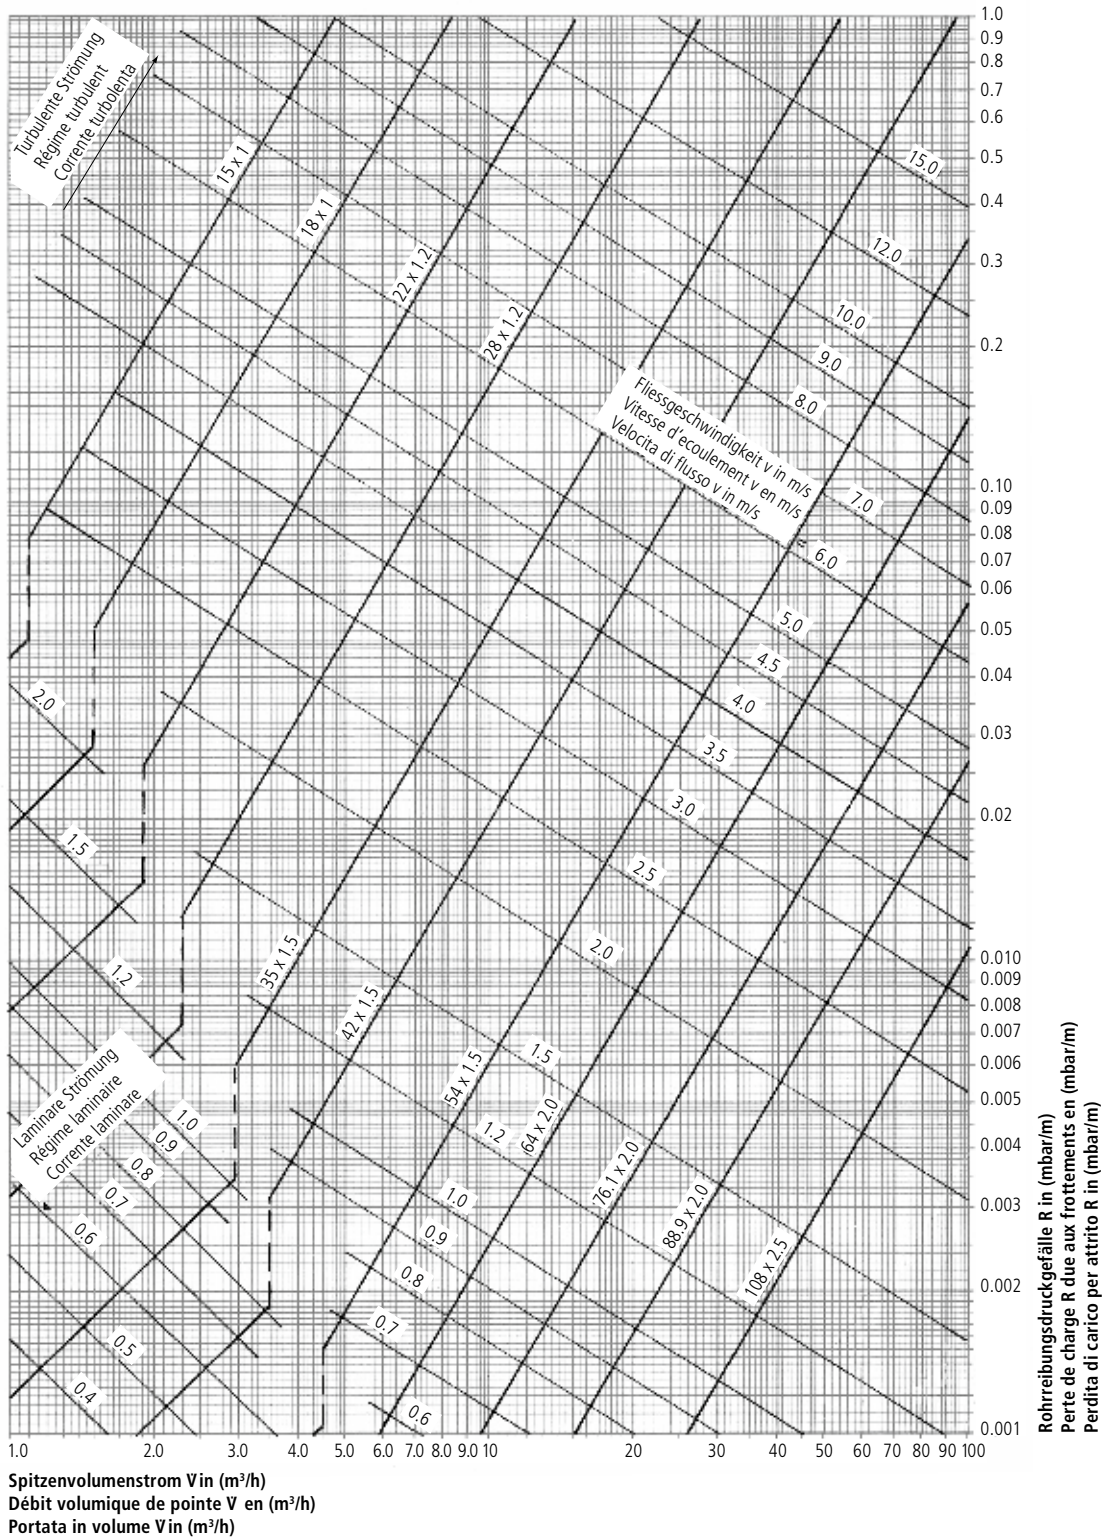 1.0
0.9
0.8
0.7
0.6
0.5
0.4
0.3
0.2
0.10
0.09
0.08
0.07
0.06
0.05
0.04
0.03
0.02
0.010
0.009
0.008
0.007
0.006
0.005
0.004
0.003
0.002
0.001
Turbulente Strömung
Régime turbulent
Corrente turbolenta
15 x 1
18 x 1
22 x 1.2
28 x 1.2
15.0
12.0
10.0
9.0
8.0
7.0
6.0
5.0
4.5
4.0
3.5
3.0
2.5
2.0
1.5
1.2
1.0
0.9
0.8
0.7
0.6
Fliessgeschwindigkeit v in m/s
Vitesse d'ecoulement v en m/s
Velocita di flusso v in m/s
2.0
1.5
1.2
1.0
0.9
0.8
0.7
0.6
0.5
0.4
35 x 1.5
42 x 1.5
54 x 1.5
64 x 2.0
76.1 x 2.0
88.9 x 2.0
108 x 2.5
Laminare Strömung
Régime laminaire
Corrente laminare
1.0 2.0 3.0 4.0 5.0 6.0 7.0 8.0 9.0 10 20 30 40 50 60 70 80 90 100
Spitzenvolumenstrom V̇ in (m³/h)
Débit volumique de pointe V̇ en (m³/h)
Portata in volume V̇ in (m³/h)
Rohrreibungsdruckgefälle R in (mbar/m)
Perte de charge R due aux frottements en (mbar/m)
Perdita di carico per attrito R in (mbar/m)